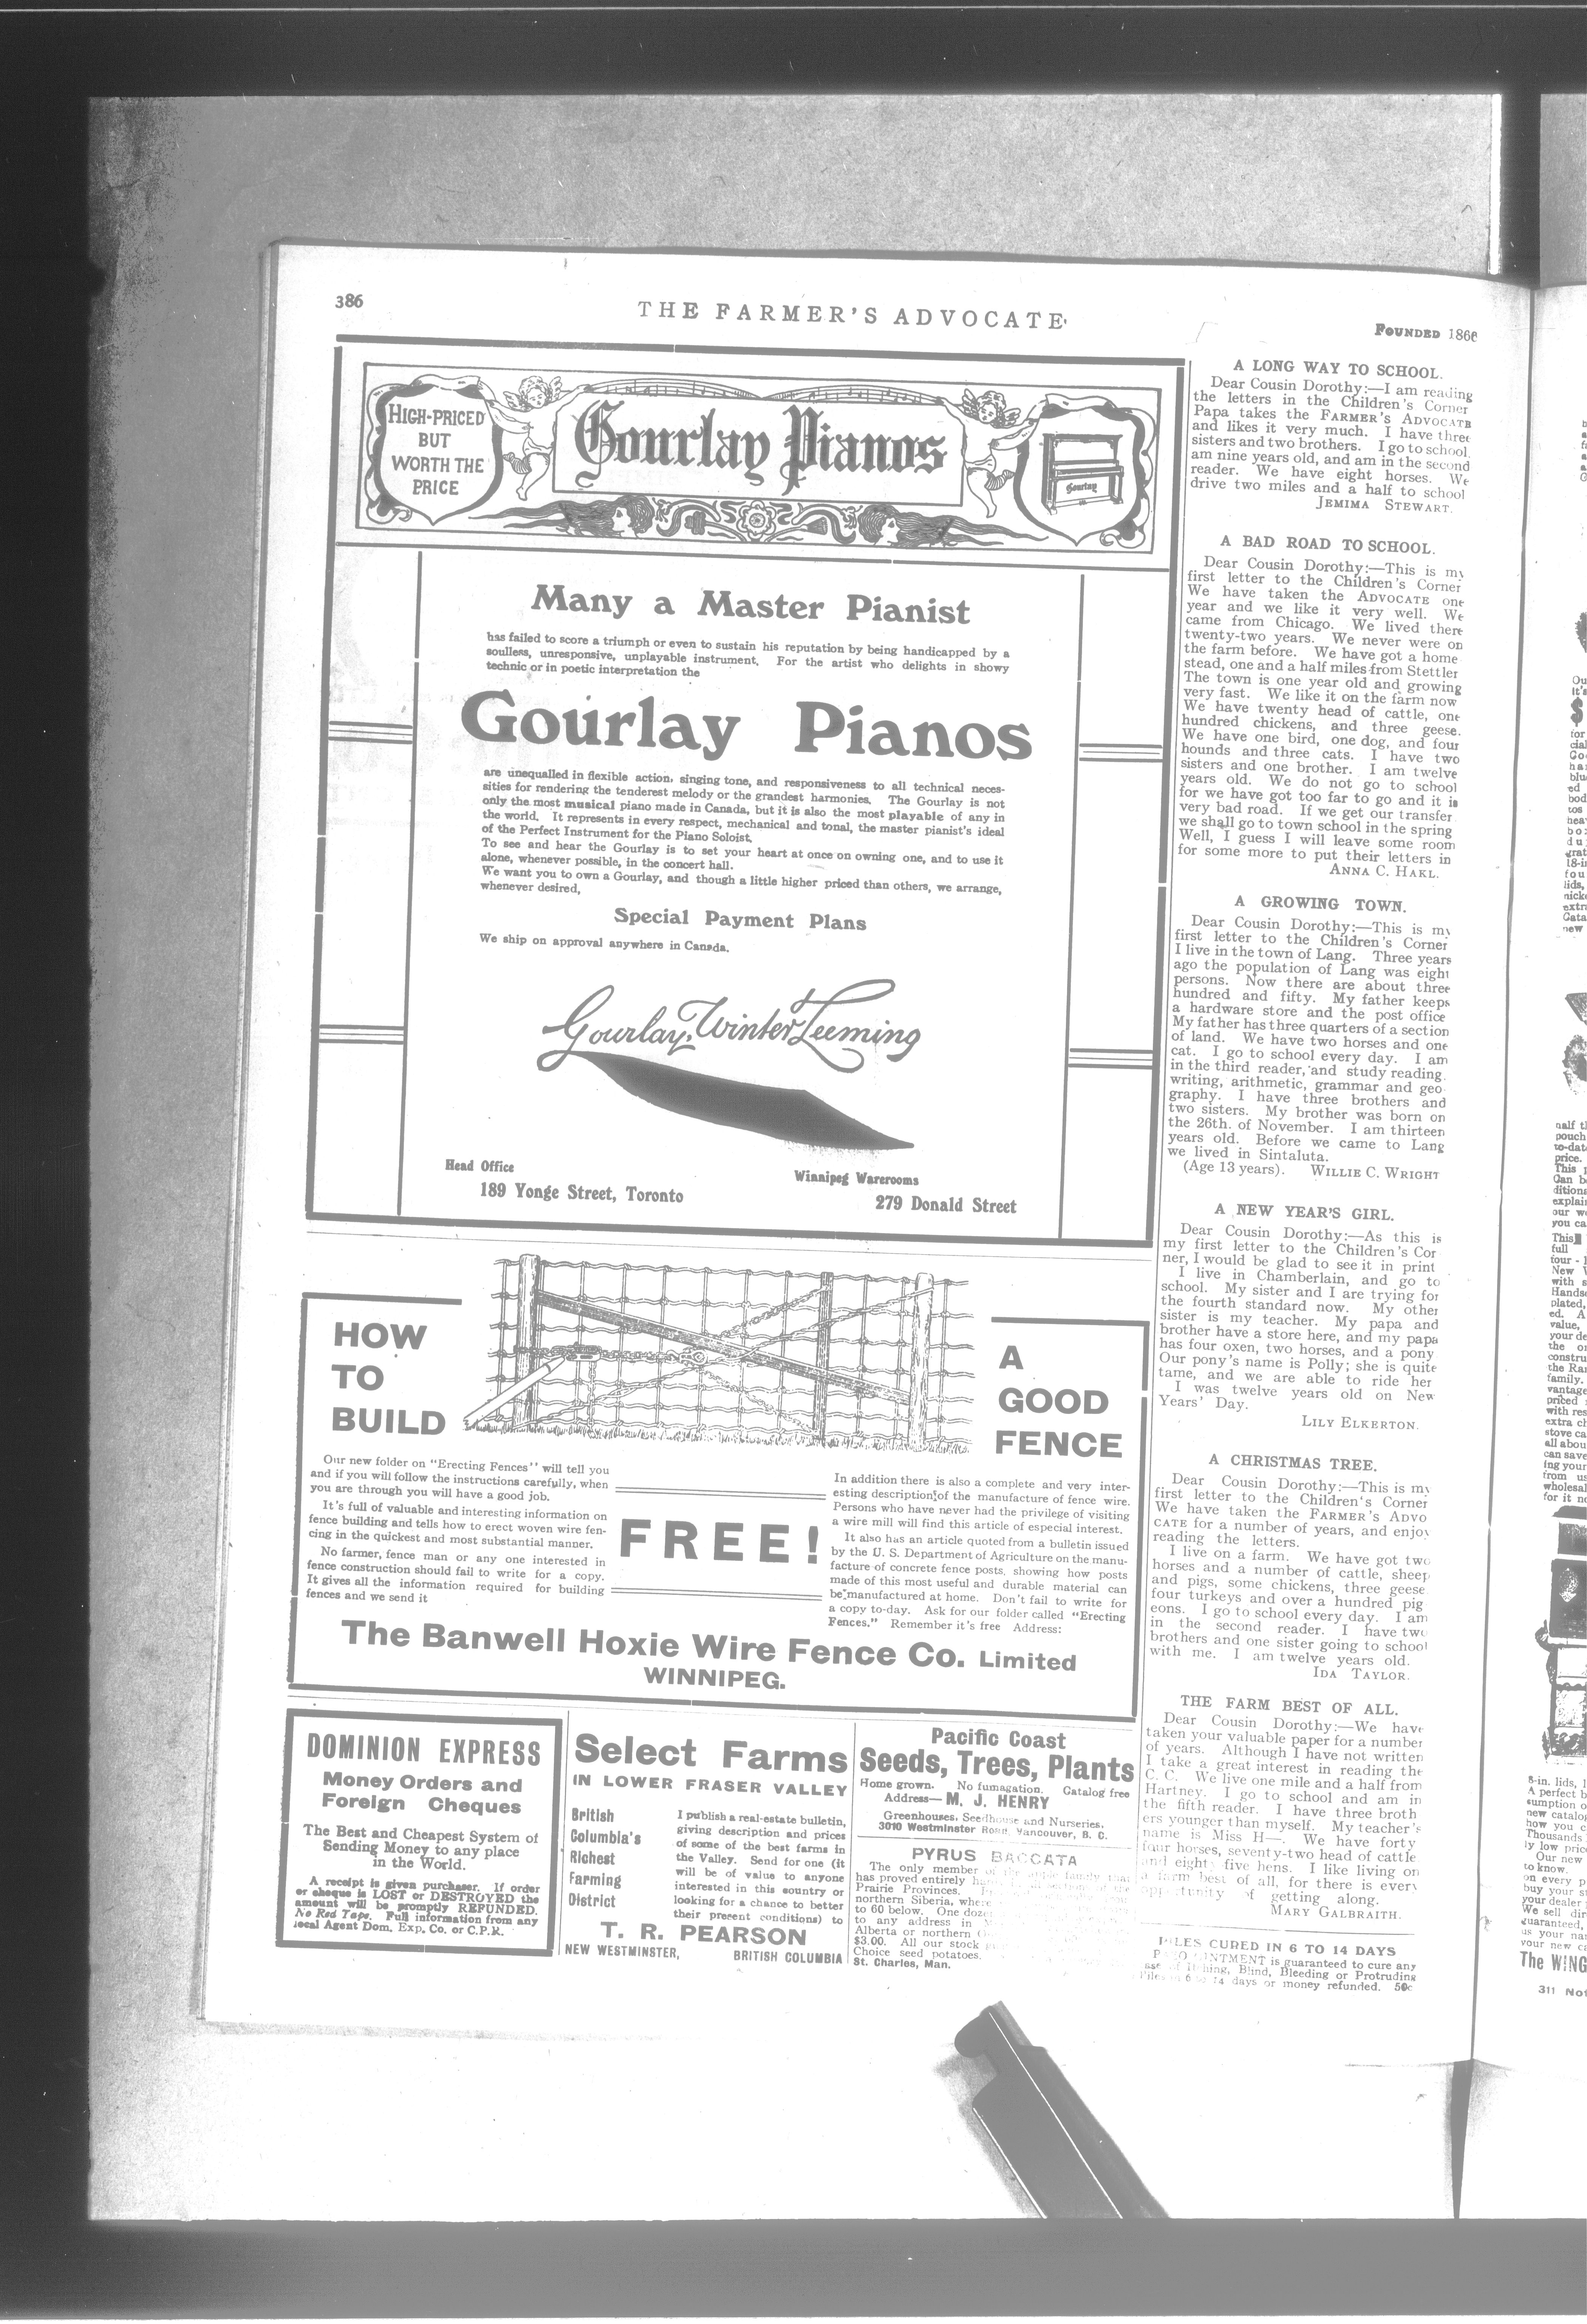 386
THE FARMER'S ADVOCATE
FOUNDED 1866
HIGH-PRICED
BUT
WORTH THE
PRICE
Gourlay Pianos
Gourlay
Many a Master Pianist
has failed to score a triumph or even to sustain his reputation by being handicapped by a
soulless, unresponsive, unplayable instrument. For the artist who delights in showy
technic or in poetic interpretation the
Gourlay Pianos
are unequalled in flexible action, singing tone, and responsiveness to all technical neces-
sities for rendering the tenderest melody or the grandest harmonies. The Gourlay is not
only the most musical piano made in Canada, but it is also the most playable of any in
the world. It represents in every respect, mechanical and tonal, the master pianist's ideal
of the Perfect Instrument for the Piano Soloist.
To see and hear the Gourlay is to set your heart at once on owning one, and to use it
alone, whenever possible, in the concert hall.
We want you to own a Gourlay, and though a little higher priced than others, we arrange,
whenever desired,
Special Payment Plans
We ship on approval anywhere in Canada.
Gourlay, Winter & Leeming
Head Office
189 Yonge Street, Toronto
Winnipeg Warerooms
279 Donald Street
HOW
TO
BUILD
A
GOOD
FENCE
Our new folder on "Erecting Fences" will tell you
and if you will follow the instructions carefully, when
you are through you will have a good job.
It's full of valuable and interesting information on
fence building and tells how to erect woven wire fen-
cing in the quickest and most substantial manner.
No farmer, fence man or any one interested in
fence construction should fail to write for a copy.
It gives all the information required for building
fences and we send it
FREE!
In addition there is also a complete and very inter-
esting description of the manufacture of fence wire.
Persons who have never had the privilege of visiting
a wire mill will find this article of especial interest.
It also has an article quoted from a bulletin issued
by the U. S. Department of Agriculture on the manu-
facture of concrete fence posts, showing how posts
made of this most useful and durable material can
be manufactured at home. Don't fail to write for
a copy to-day. Ask for our folder called "Erecting
Fences." Remember it's free Address:
The Banwell Hoxie Wire Fence Co. Limited
WINNIPEG.
DOMINION EXPRESS
Money Orders and
Foreign Cheques
The Best and Cheapest System of
Sending Money to any place
in the World.
A receipt is given purchaser. If order
or cheque is LOST or DESTROYED the
amount will be promptly REFUNDED.
No Red Tape. Full information from any
local Agent Dom. Exp. Co. or C.P.R.
Select Farms
IN LOWER FRASER VALLEY
British
Columbia's
Richest
Farming
District
I publish a real-estate bulletin,
giving description and prices
of some of the best farms in
the Valley. Send for one (it
will be of value to anyone
interested in this country or
looking for a chance to better
their present conditions) to
T. R. PEARSON
NEW WESTMINSTER, BRITISH COLUMBIA
Pacific Coast
Seeds, Trees, Plants
Home grown. No fumagation. Catalog free
Address— M. J. HENRY
Greenhouses, Seedhouse and Nurseries,
3010 Westminster Road, Vancouver, B. C.
PYRUS BACCATA
The only member of the apple family that
has proved entirely
Prairie Provinces.
northern Siberia, where
to 60 below. One dozen
to any address in
Alberta or northern
$3.00. All our stock
Choice seed potatoes.
St. Charles, Man.
A LONG WAY TO SCHOOL.
Dear Cousin Dorothy:—I am reading
the letters in the Children's Corner
Papa takes the FARMER'S ADVOCATE
and likes it very much. I have three
sisters and two brothers. I go to school,
am nine years old, and am in the second
reader. We have eight horses. We
drive two miles and a half to school
JEMIMA STEWART.
A BAD ROAD TO SCHOOL.
Dear Cousin Dorothy:—This is my
first letter to the Children's Corner
We have taken the ADVOCATE one
year and we like it very well. We
came from Chicago. We lived there
twenty-two years. We never were on
the farm before. We have got a home
stead, one and a half miles from Stettler
The town is one year old and growing
very fast. We like it on the farm now
We have twenty head of cattle, one
hundred chickens, and three geese.
We have one bird, one dog, and four
hounds and three cats. I have two
sisters and one brother. I am twelve
years old. We do not go to school
for we have got too far to go and it is
very bad road. If we get our transfer
we shall go to town school in the spring
Well, I guess I will leave some room
for some more to put their letters in
ANNA C. HAKL.
A GROWING TOWN.
Dear Cousin Dorothy:—This is my
first letter to the Children's Corner
I live in the town of Lang. Three years
ago the population of Lang was eight
persons. Now there are about three
hundred and fifty. My father keeps
a hardware store and the post office
My father has three quarters of a section
of land. We have two horses and one
cat. I go to school every day. I am
in the third reader, and study reading,
writing, arithmetic, grammar and geo
graphy. I have three brothers and
two sisters. My brother was born on
the 26th. of November. I am thirteen
years old. Before we came to Lang
we lived in Sintaluta.
(Age 13 years). WILLIE C. WRIGHT
A NEW YEAR'S GIRL.
Dear Cousin Dorothy:—As this is
my first letter to the Children's Cor
ner, I would be glad to see it in print
I live in Chamberlain, and go to
school. My sister and I are trying for
the fourth standard now. My other
sister is my teacher. My papa and
brother have a store here, and my papa
has four oxen, two horses, and a pony
Our pony's name is Polly; she is quite
tame, and we are able to ride her
I was twelve years old on New
Years' Day.
LILY ELKERTON.
A CHRISTMAS TREE.
Dear Cousin Dorothy:—This is my
first letter to the Children's Corner
We have taken the FARMER'S ADVO
CATE for a number of years, and enjoy
reading the letters.
I live on a farm. We have got two
horses and a number of cattle, sheep
and pigs, some chickens, three geese
four turkeys and over a hundred pig
eons. I go to school every day. I am
in the second reader. I have two
brothers and one sister going to school
with me. I am twelve years old.
IDA TAYLOR.
THE FARM BEST OF ALL.
Dear Cousin Dorothy:—We have
taken your valuable paper for a number
of years. Although I have not written
I take a great interest in reading the
C. C. We live one mile and a half from
Hartney. I go to school and am in
the fifth reader. I have three broth
ers younger than myself. My teacher's
name is Miss H—. We have forty
four horses, seventy-two head of cattle
and eighty five hens. I like living on
a farm best of all, for there is every
opportunity of getting along.
MARY GALBRAITH.
PILES CURED IN 6 TO 14 DAYS
PAZO OINTMENT is guaranteed to cure any
case of Itching, Blind, Bleeding or Protruding
Piles in 6 to 14 days or money refunded. 50c